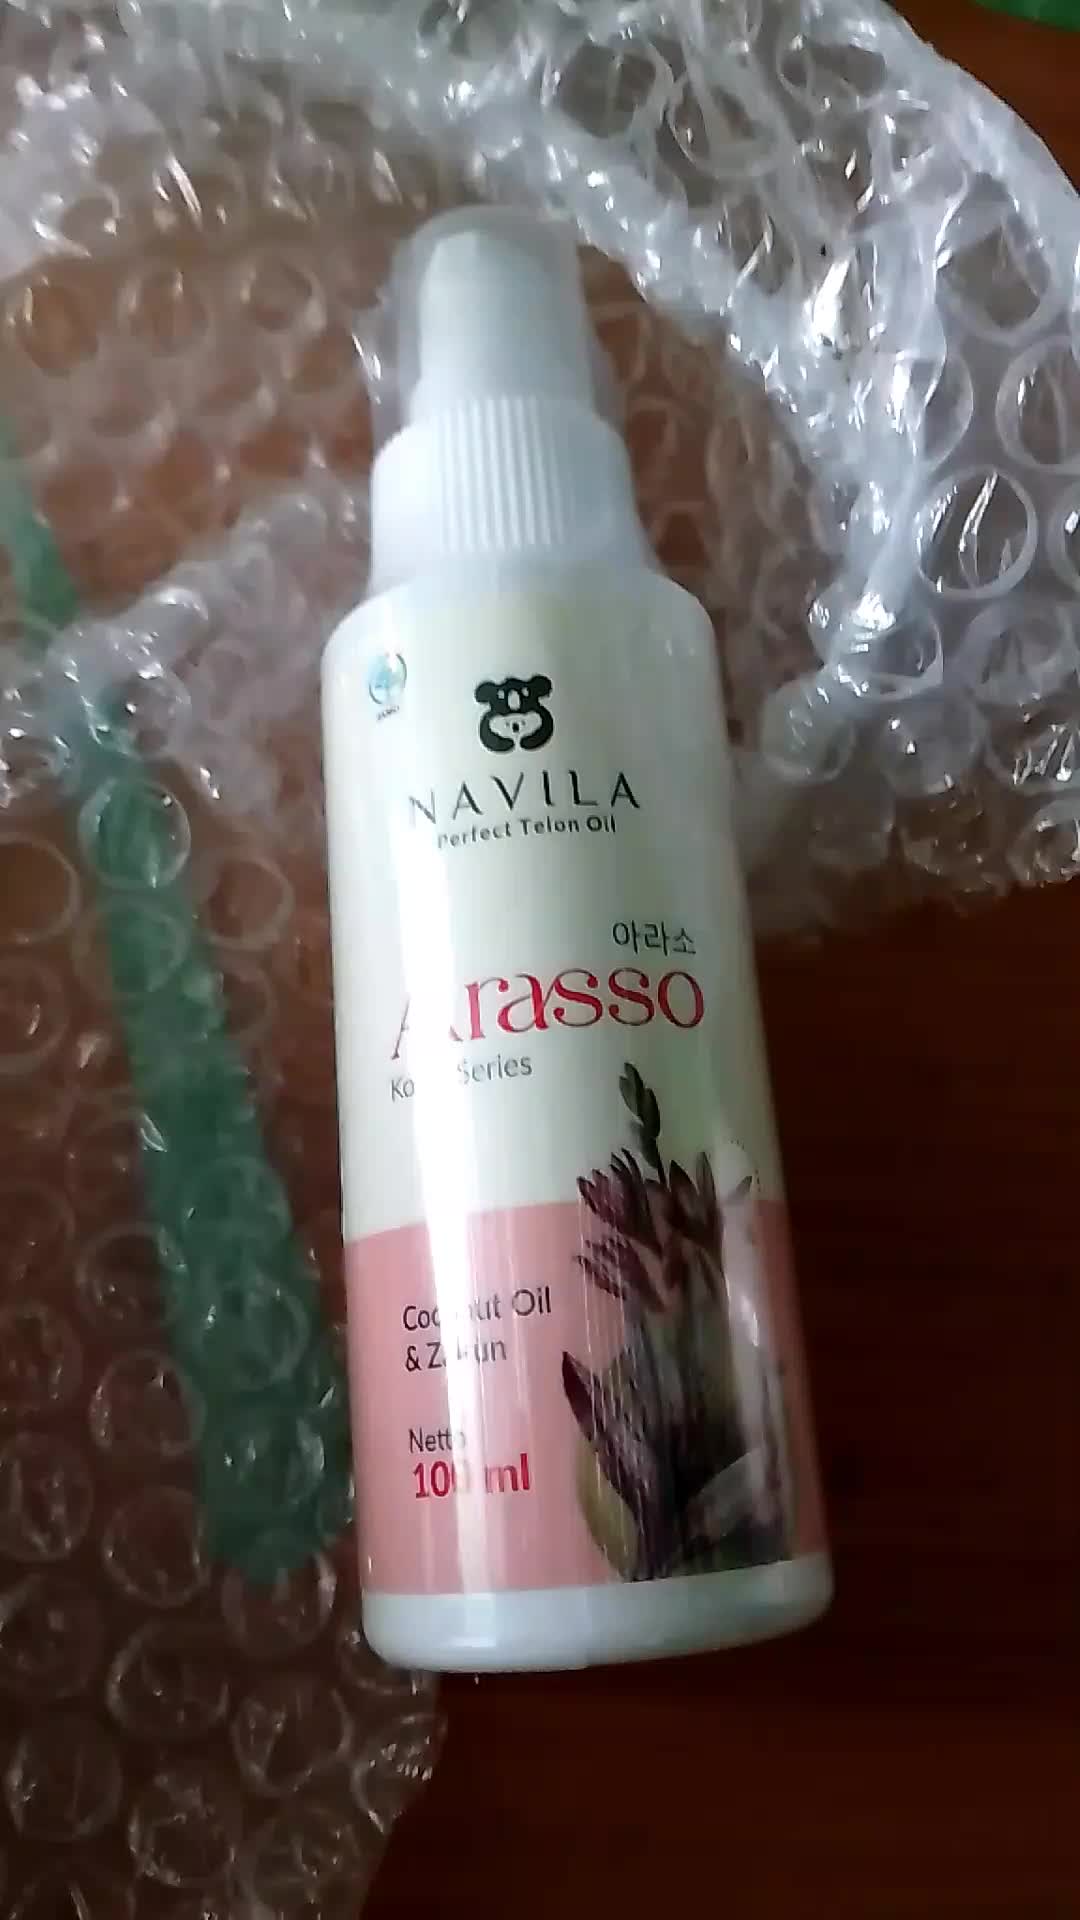 NAVILA
Perfect Telon Oil
아라소
Arasso
Series
Coconut Oil
&
Netto
100 ml